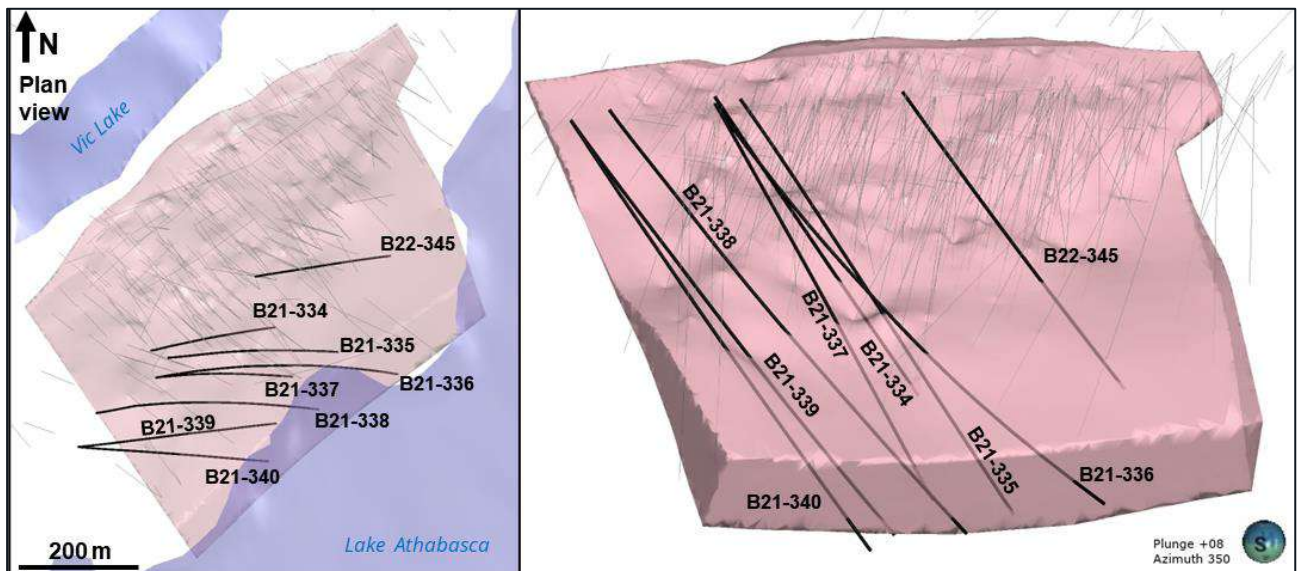 N
Plan
view
Vic Lake
B22-345
B21-334
B21-335
B21-337
B21-336
B21-339
B21-338
B21-340
200 m
Lake Athabasca
B21-338
B22-345
B21-337
B21-334
B21-339
B21-335
B21-336
B21-340
Plunge +08
Azimuth 350
S